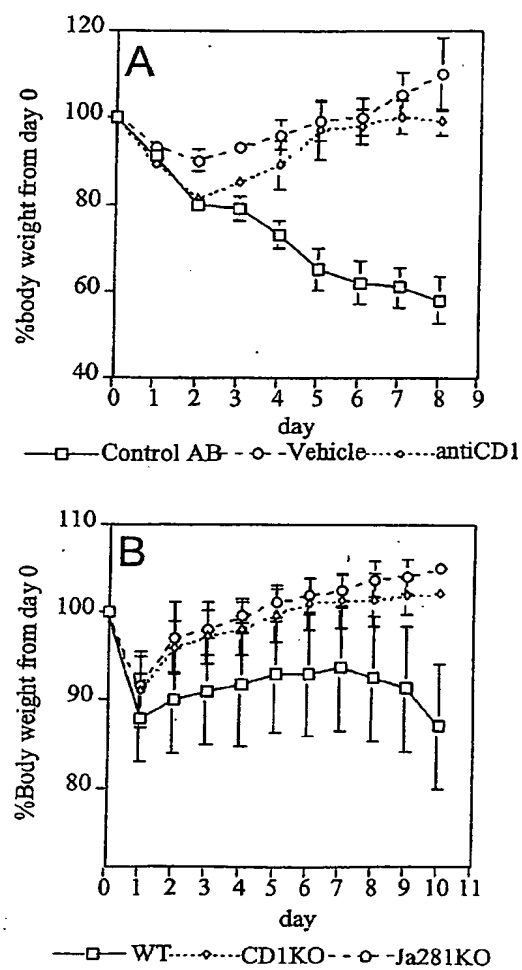 A
120
100
80
60
40
%body weight from day 0
0 1 2 3 4 5 6 7 8 9
day
Control AB Vehicle antiCD1
B
110
100
90
80
%Body weight from day 0
0 1 2 3 4 5 6 7 8 9 10 11
day
WT CD1KO Ja281KO